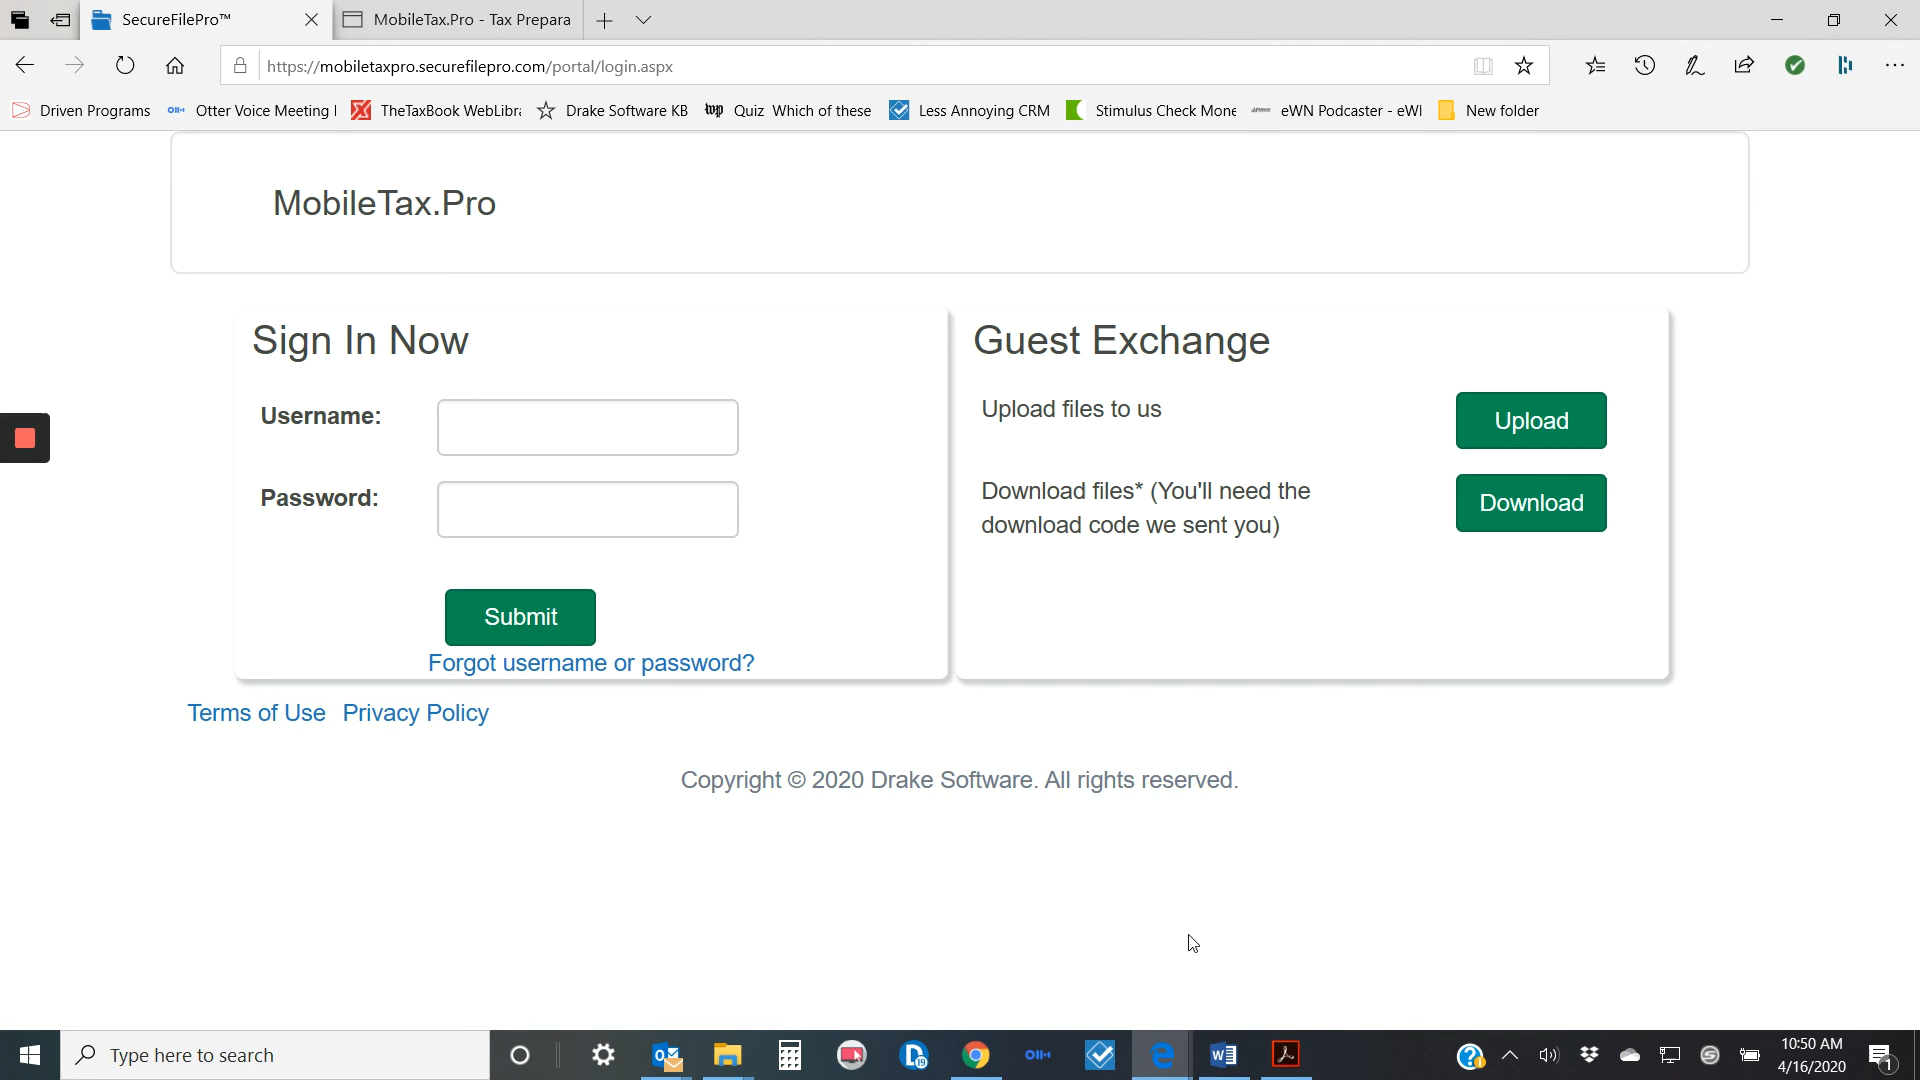 SecureFilePro™
MobileTax.Pro - Tax Prepara
https://mobiletaxpro.securefilepro.com/portal/login.aspx
Driven Programs
Otter Voice Meeting
TheTaxBook WebLibra
Drake Software KB
Quiz Which of these
Less Annoying CRM
Stimulus Check Mone
eWN Podcaster - eWI
New folder
MobileTax.Pro
Sign In Now
Username:
Password:
Submit
Forgot username or password?
Guest Exchange
Upload files to us
Upload
Download files* (You'll need the
download code we sent you)
Download
Terms of Use Privacy Policy
Copyright © 2020 Drake Software. All rights reserved.
Type here to search
10:50 AM
4/16/2020
1